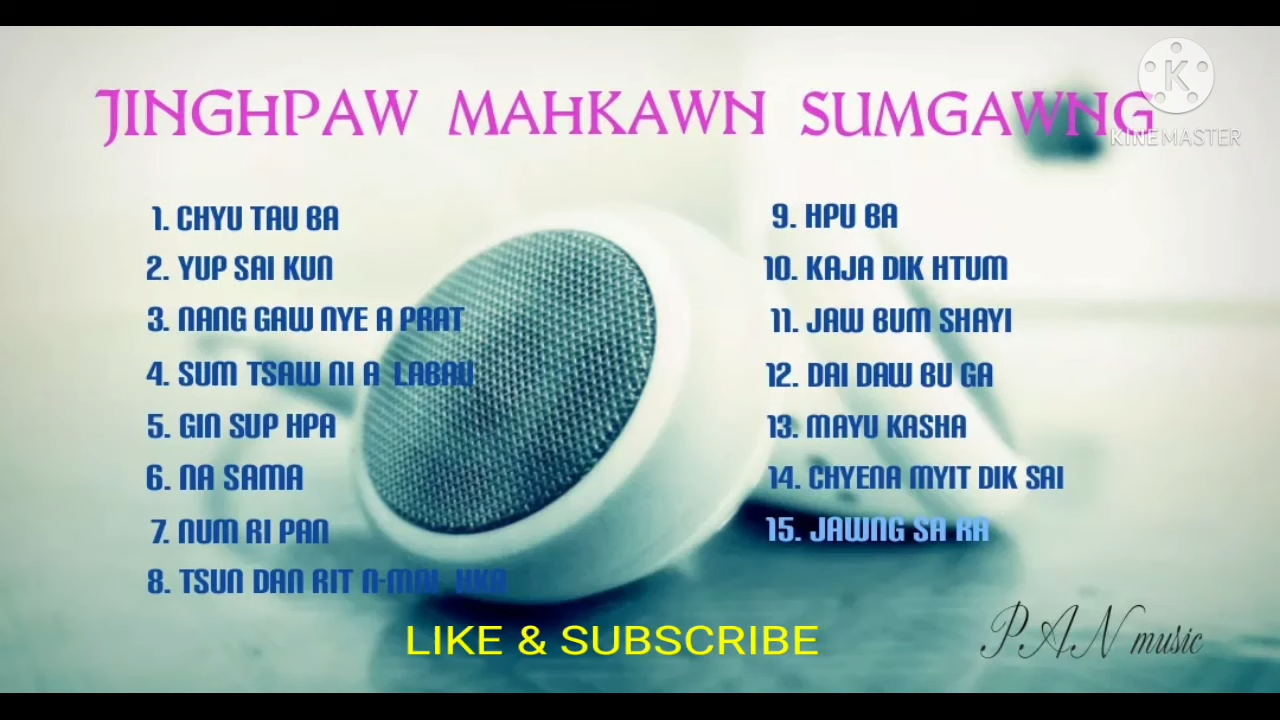 JINGHPAW MAHKAWN SUMGAWNG
KINEMASTER
1. CHYU TAU BA
2. YUP SAI KUN
3. NANG GAW NYE A PRAT
4. SUM TSAW NI A LABAU
5. GIN SUP HPA
6. NA SAMA
7. NUM RI PAN
8. TSUN DAN RIT N-MAI HKA
9. HPU BA
10. KAJA DIK HTUM
11. JAW BUM SHAYI
12. DAI DAW BU GA
13. MAYU KASHA
14. CHYENA MYIT DIK SAI
15. JAWNG SA RA
LIKE & SUBSCRIBE
PAN music